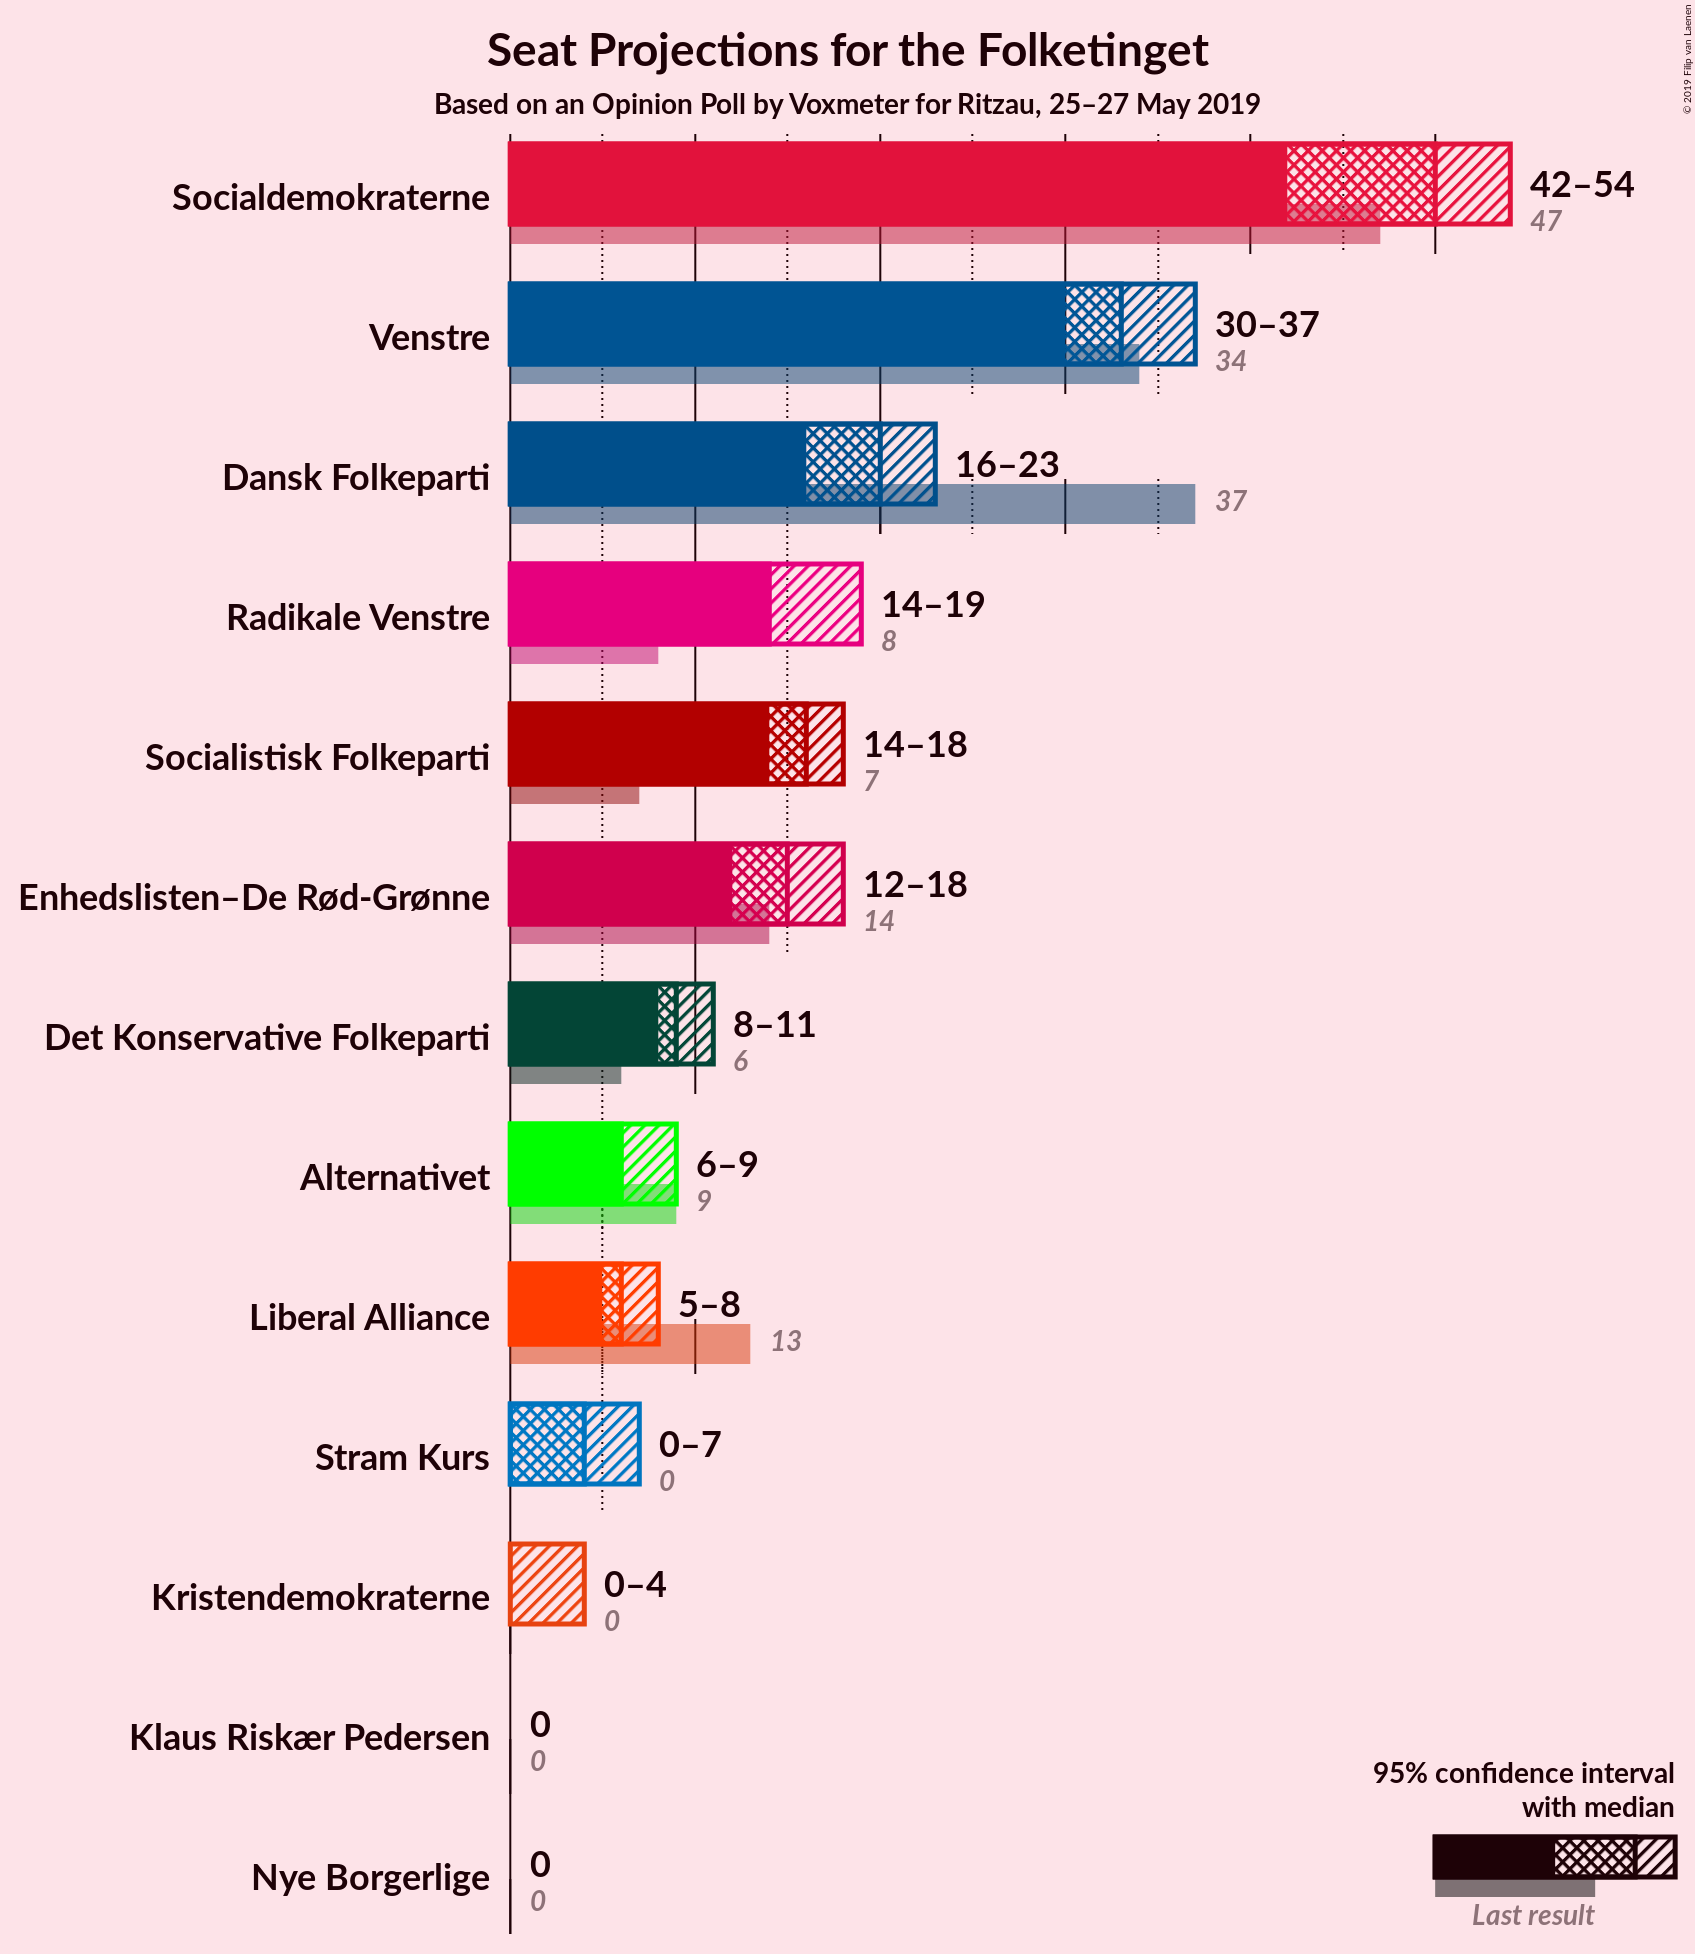 Seat Projections for the Folketinget
Based on an Opinion Poll by Voxmeter for Ritzau, 25–27 May 2019
© 2019 Filip van Laenen
Socialdemokraterne
42–54
47
Venstre
30–37
34
Dansk Folkeparti
16–23
37
Radikale Venstre
14–19
8
Socialistisk Folkeparti
14–18
7
Enhedslisten–De Rød-Grønne
12–18
14
Det Konservative Folkeparti
8–11
6
Alternativet
6–9
9
Liberal Alliance
5–8
13
Stram Kurs
0–7
0
Kristendemokraterne
0–4
0
Klaus Riskær Pedersen
0
0
Nye Borgerlige
0
0
95% confidence interval
with median
Last result